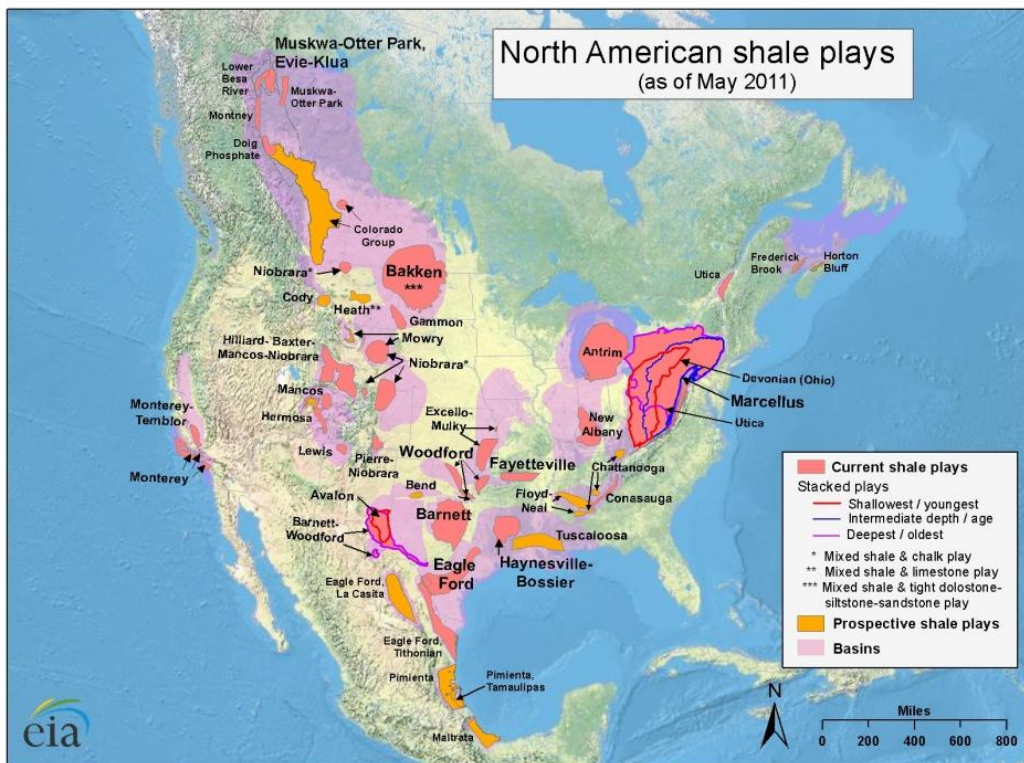 North American shale plays
(as of May 2011)
Muskwa-Otter Park,
Evie-Klua
Lower
Besa
River
Muskwa-
Otter Park
Montney
Doig
Phosphate
Colorado
Group
Niobrara*
Bakken
***
Cody
Heath**
Gammon
Mowry
Hilliard- Baxter-
Mancos-Niobrara
Niobrara*
Mancos
Hermosa
Lewis
Pierre-
Niobrara
Monterey-
Temblor
Monterey
Excello-
Mulky
Woodford
Bend
Fayetteville
Avalon
Barnett-
Woodford
Barnett
Eagle
Ford
Haynesville-
Bossier
Tuscaloosa
Floyd-
Neal
Conasauga
Chattanooga
New
Albany
Antrim
Devonian (Ohio)
Marcellus
Utica
Utica
Frederick
Brook
Horton
Bluff
Eagle Ford,
La Casita
Eagle Ford,
Tithonian
Pimienta
Pimienta,
Tamaulipas
Maltrata
Current shale plays
Stacked plays
Shallowest / youngest
Intermediate depth / age
Deepest / oldest
* Mixed shale & chalk play
** Mixed shale & limestone play
*** Mixed shale & tight dolostone-
siltstone-sandstone play
Prospective shale plays
Basins
N
Miles
0 200 400 600 800
eia